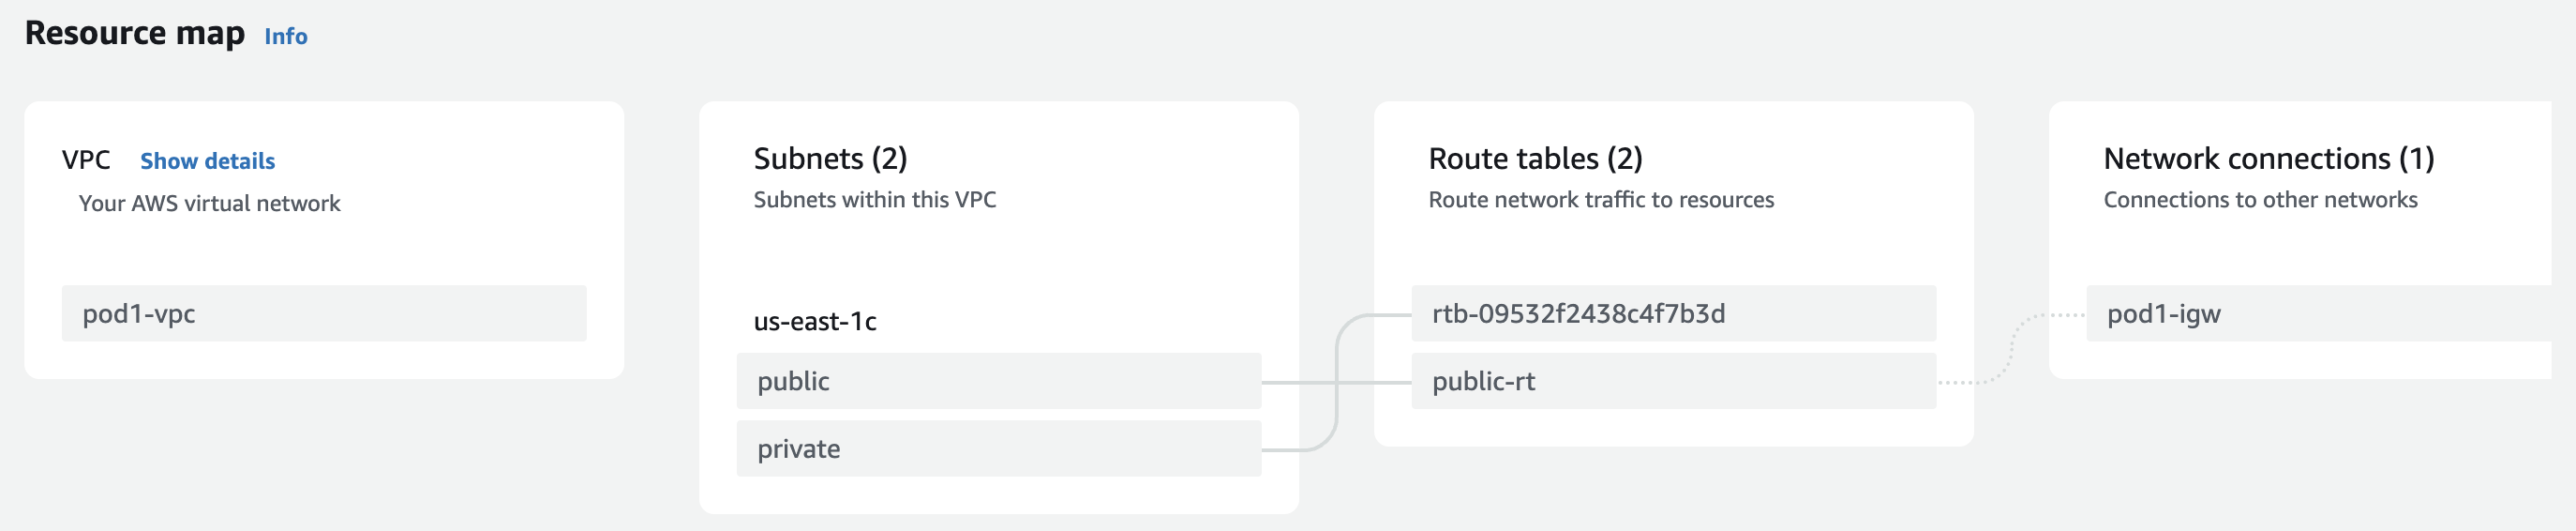 Resource map Info
VPC Show details
Your AWS virtual network
pod1-vpc
Subnets (2)
Subnets within this VPC
us-east-1c
public
private
Route tables (2)
Route network traffic to resources
rtb-09532f2438c4f7b3d
public-rt
Network connections (1)
Connections to other networks
pod1-igw